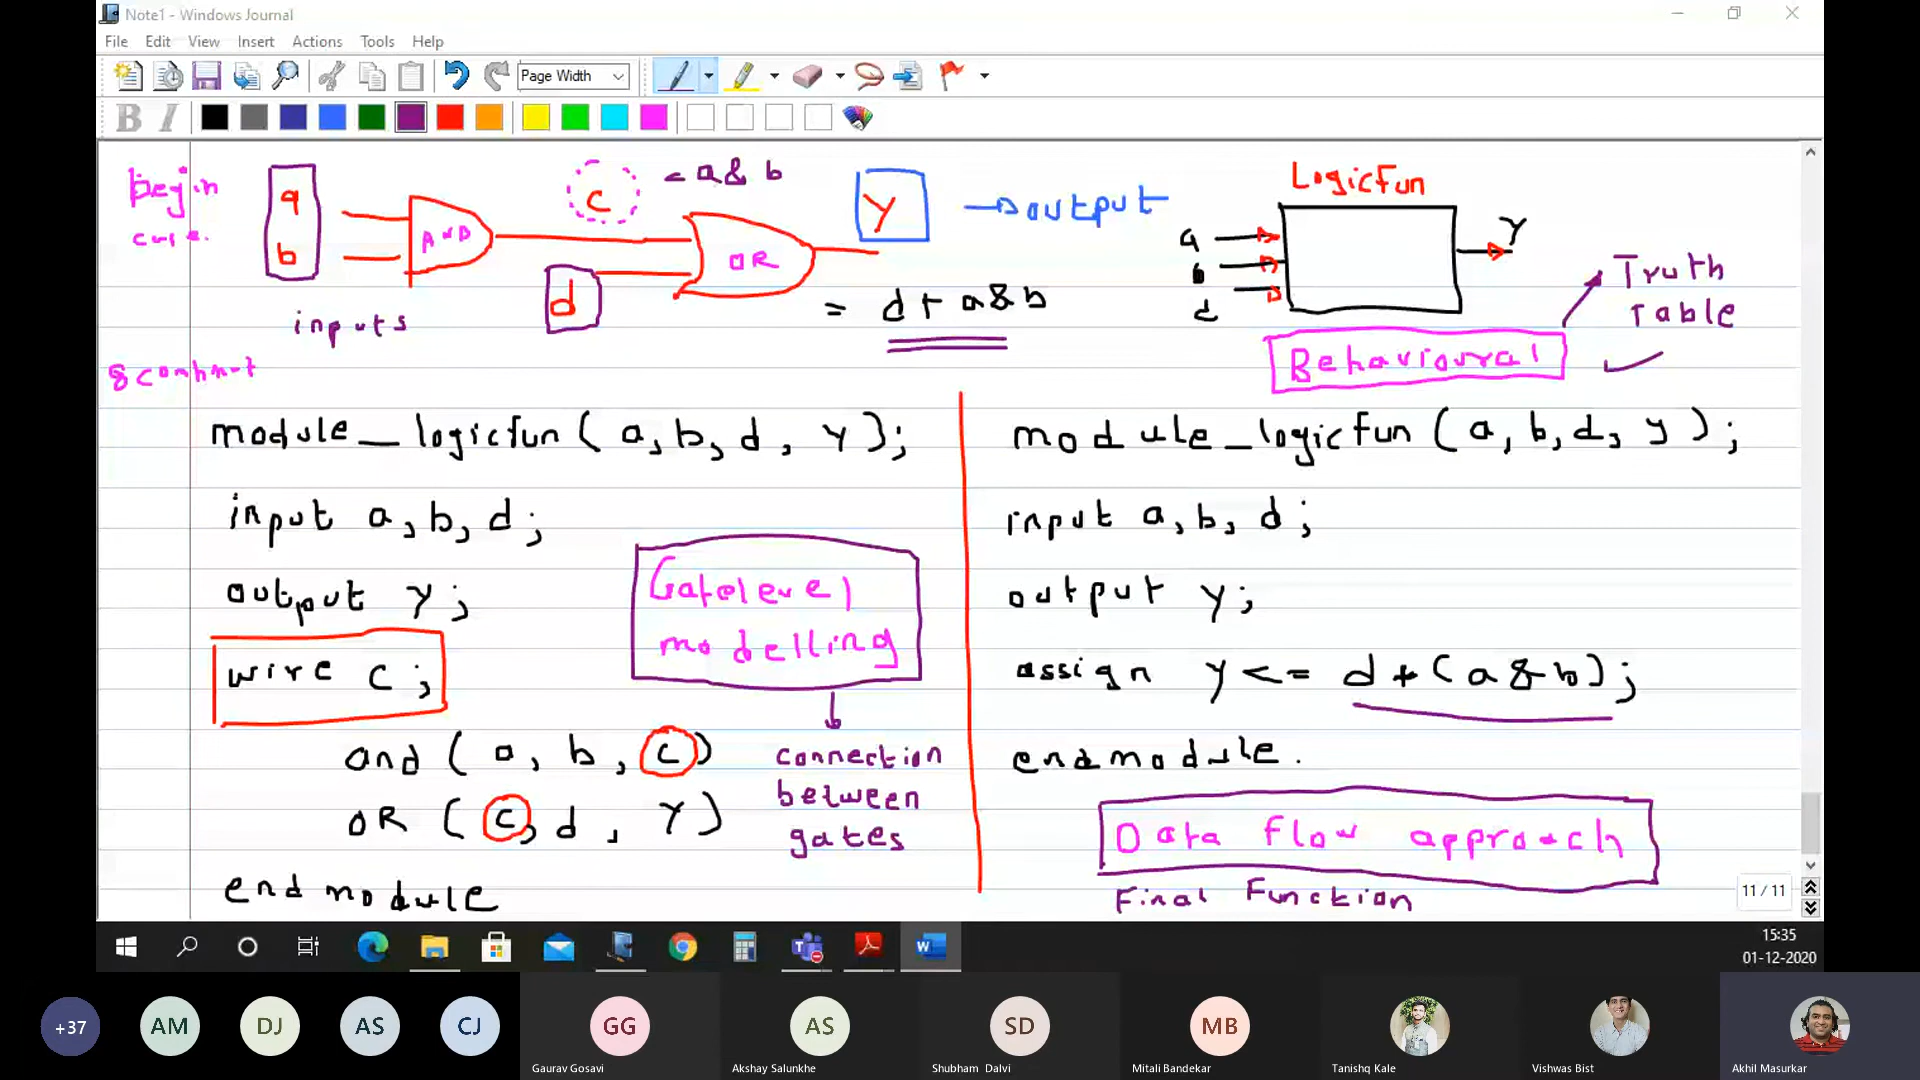 Note1 - Windows Journal
File Edit View Insert Actions Tools Help
Page Width
B I
begin
a
b
AND
c
= a & b
d
OR
y
output
inputs
= d + a & b
LogicFun
a
b
d
Y
Truth
Table
Behavioural
module_logicfun ( a, b, d, Y );
input a, b, d ;
output Y ;
wire c ;
Gatelevel
modelling
connection
between
gates
and ( a, b, c )
OR ( c, d, Y )
endmodule
module_logicfun ( a, b, d, y ) ;
input a, b, d ;
output y ;
assign y <= d + ( a & b ) ;
endmodule .
Data flow approach
Final Function
11 / 11
15:35
01-12-2020
+37
AM
DJ
AS
CJ
GG
AS
SD
MB
Gaurav Gosavi
Akshay Salunkhe
Shubham Dalvi
Mitali Bandekar
Tanishq Kale
Vishwas Bist
Akhil Masurkar